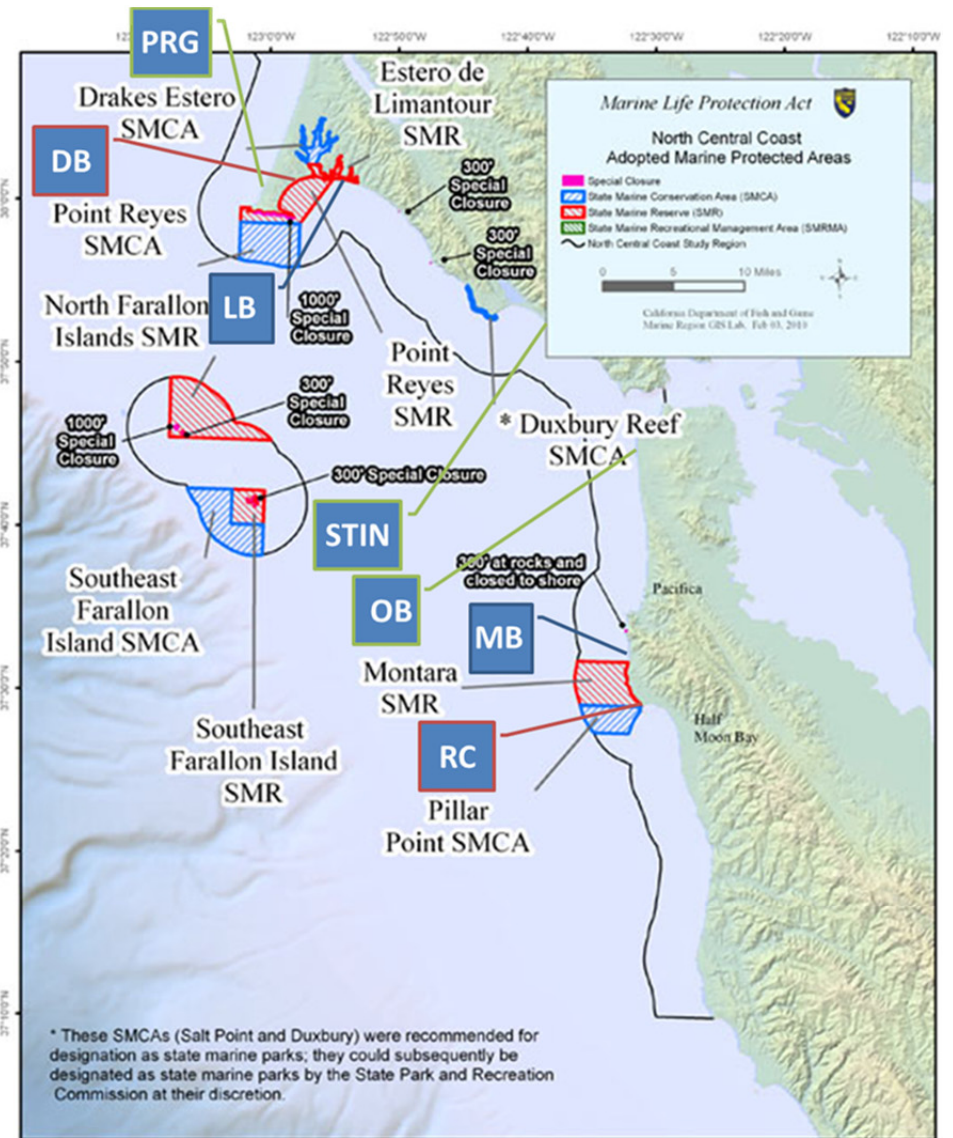 PRG
123°0'0"W
122°50'0"W
122°40'0"W
122°30'0"W
122°20'0"W
122°10'0"W
Drakes Estero
SMCA
Estero de
Limantour
SMR
Marine Life Protection Act
North Central Coast
Adopted Marine Protected Areas
Special Closure
State Marine Conservation Area (SMCA)
State Marine Reserve (SMR)
State Marine Recreational Management Area (SMRMA)
North Central Coast Study Region
0 5 10 Miles
California Department of Fish and Game
Marine Region GIS Lab, Feb 03, 2010
DB
300'
Special
Closure
Point Reyes
SMCA
300'
Special
Closure
North Farallon
Islands SMR
LB
1000'
Special
Closure
Point
Reyes
SMR
300'
Special
Closure
1000'
Special
Closure
* Duxbury Reef
SMCA
300' Special Closure
STIN
300' at rocks and
closed to shore
Southeast
Farallon
Island SMCA
OB
Pacifica
MB
Montara
SMR
Southeast
Farallon Island
SMR
Half
Moon Bay
RC
Pillar
Point SMCA
* These SMCAs (Salt Point and Duxbury) were recommended for
designation as state marine parks; they could subsequently be
designated as state marine parks by the State Park and Recreation
Commission at their discretion.